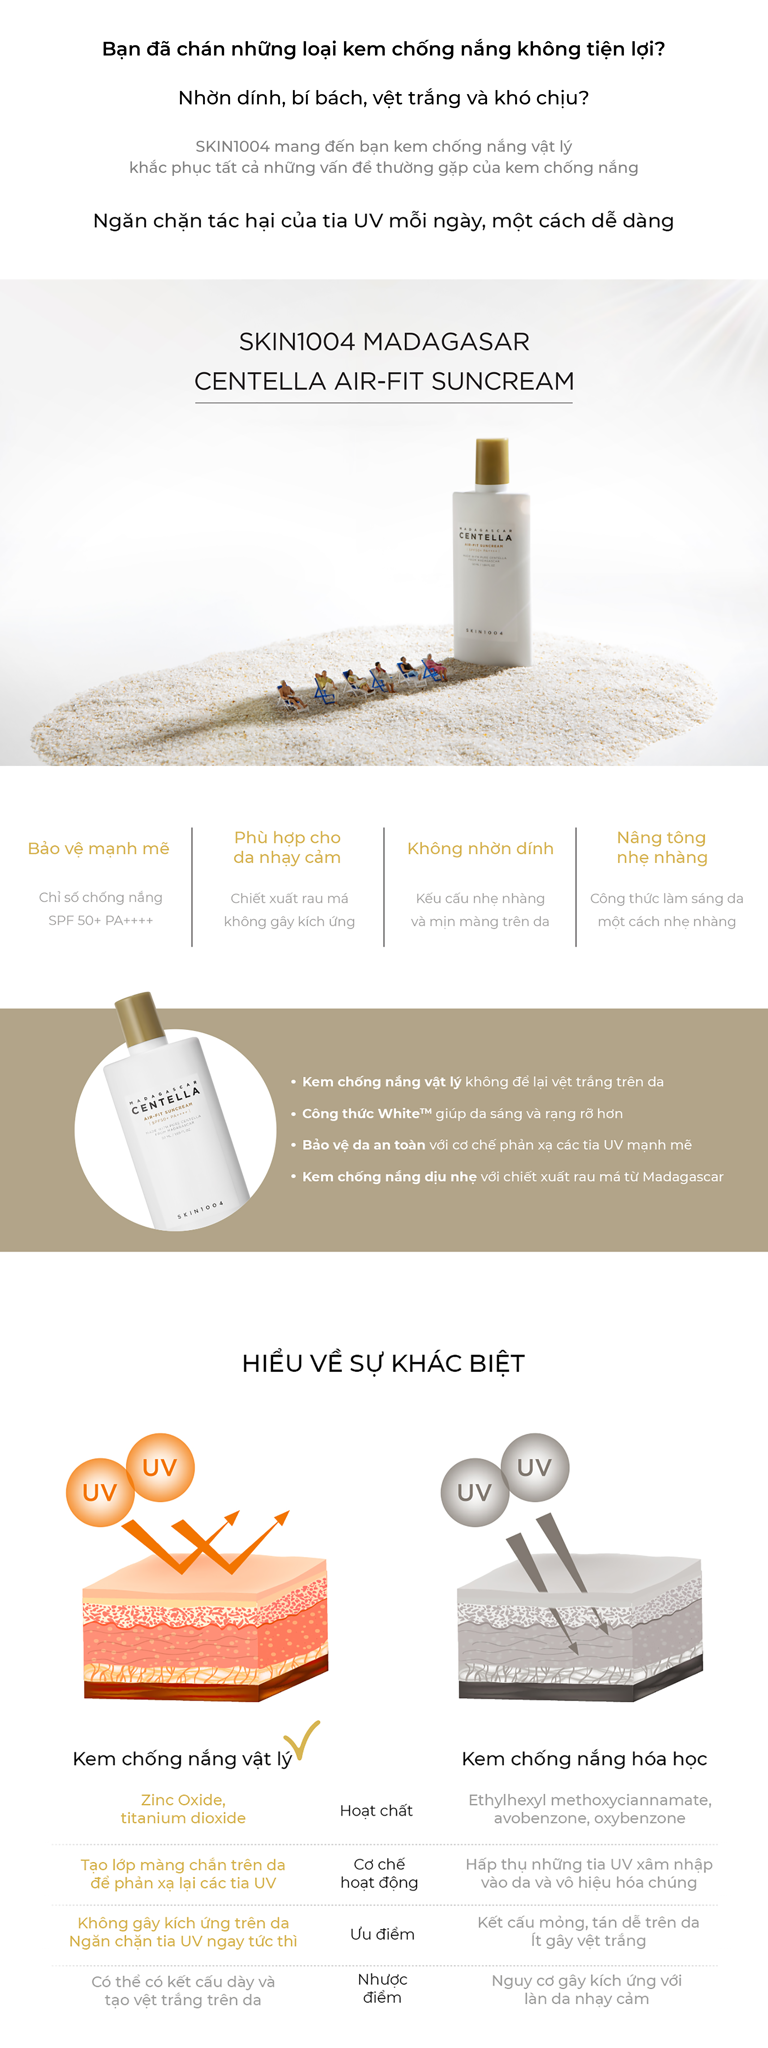 Bạn đã chán những loại kem chống nắng không tiện lợi?
Nhờn dính, bí bách, vệt trắng và khó chịu?
SKIN1004 mang đến bạn kem chống nắng vật lý
khắc phục tất cả những vấn đề thường gặp của kem chống nắng
Ngăn chặn tác hại của tia UV mỗi ngày, một cách dễ dàng
SKIN1004 MADAGASAR
CENTELLA AIR-FIT SUNCREAM
MADAGASCAR
CENTELLA
AIR-FIT SUNCREAM
SKIN1004
Bảo vệ mạnh mẽ
Chỉ số chống nắng
SPF 50+ PA++++
Phù hợp cho
da nhạy cảm
Chiết xuất rau má
không gây kích ứng
Không nhờn dính
Kếu cấu nhẹ nhàng
và mịn màng trên da
Nâng tông
nhẹ nhàng
Công thức làm sáng da
một cách nhẹ nhàng
MADAGASCAR
CENTELLA
AIR-FIT SUNCREAM
SKIN1004
• Kem chống nắng vật lý không để lại vệt trắng trên da
• Công thức White™ giúp da sáng và rạng rỡ hơn
• Bảo vệ da an toàn với cơ chế phản xạ các tia UV mạnh mẽ
• Kem chống nắng dịu nhẹ với chiết xuất rau má từ Madagascar
HIỂU VỀ SỰ KHÁC BIỆT
UV
UV
UV
UV
Kem chống nắng vật lý
Kem chống nắng hóa học
Zinc Oxide,
titanium dioxide
Hoạt chất
Ethylhexyl methoxyciannamate,
avobenzone, oxybenzone
Tạo lớp màng chắn trên da
để phản xạ lại các tia UV
Cơ chế
hoạt động
Hấp thụ những tia UV xâm nhập
vào da và vô hiệu hóa chúng
Không gây kích ứng trên da
Ngăn chặn tia UV ngay tức thì
Ưu điểm
Kết cấu mỏng, tán dễ trên da
Ít gây vệt trắng
Có thể có kết cấu dày và
tạo vệt trắng trên da
Nhược
điểm
Nguy cơ gây kích ứng với
làn da nhạy cảm